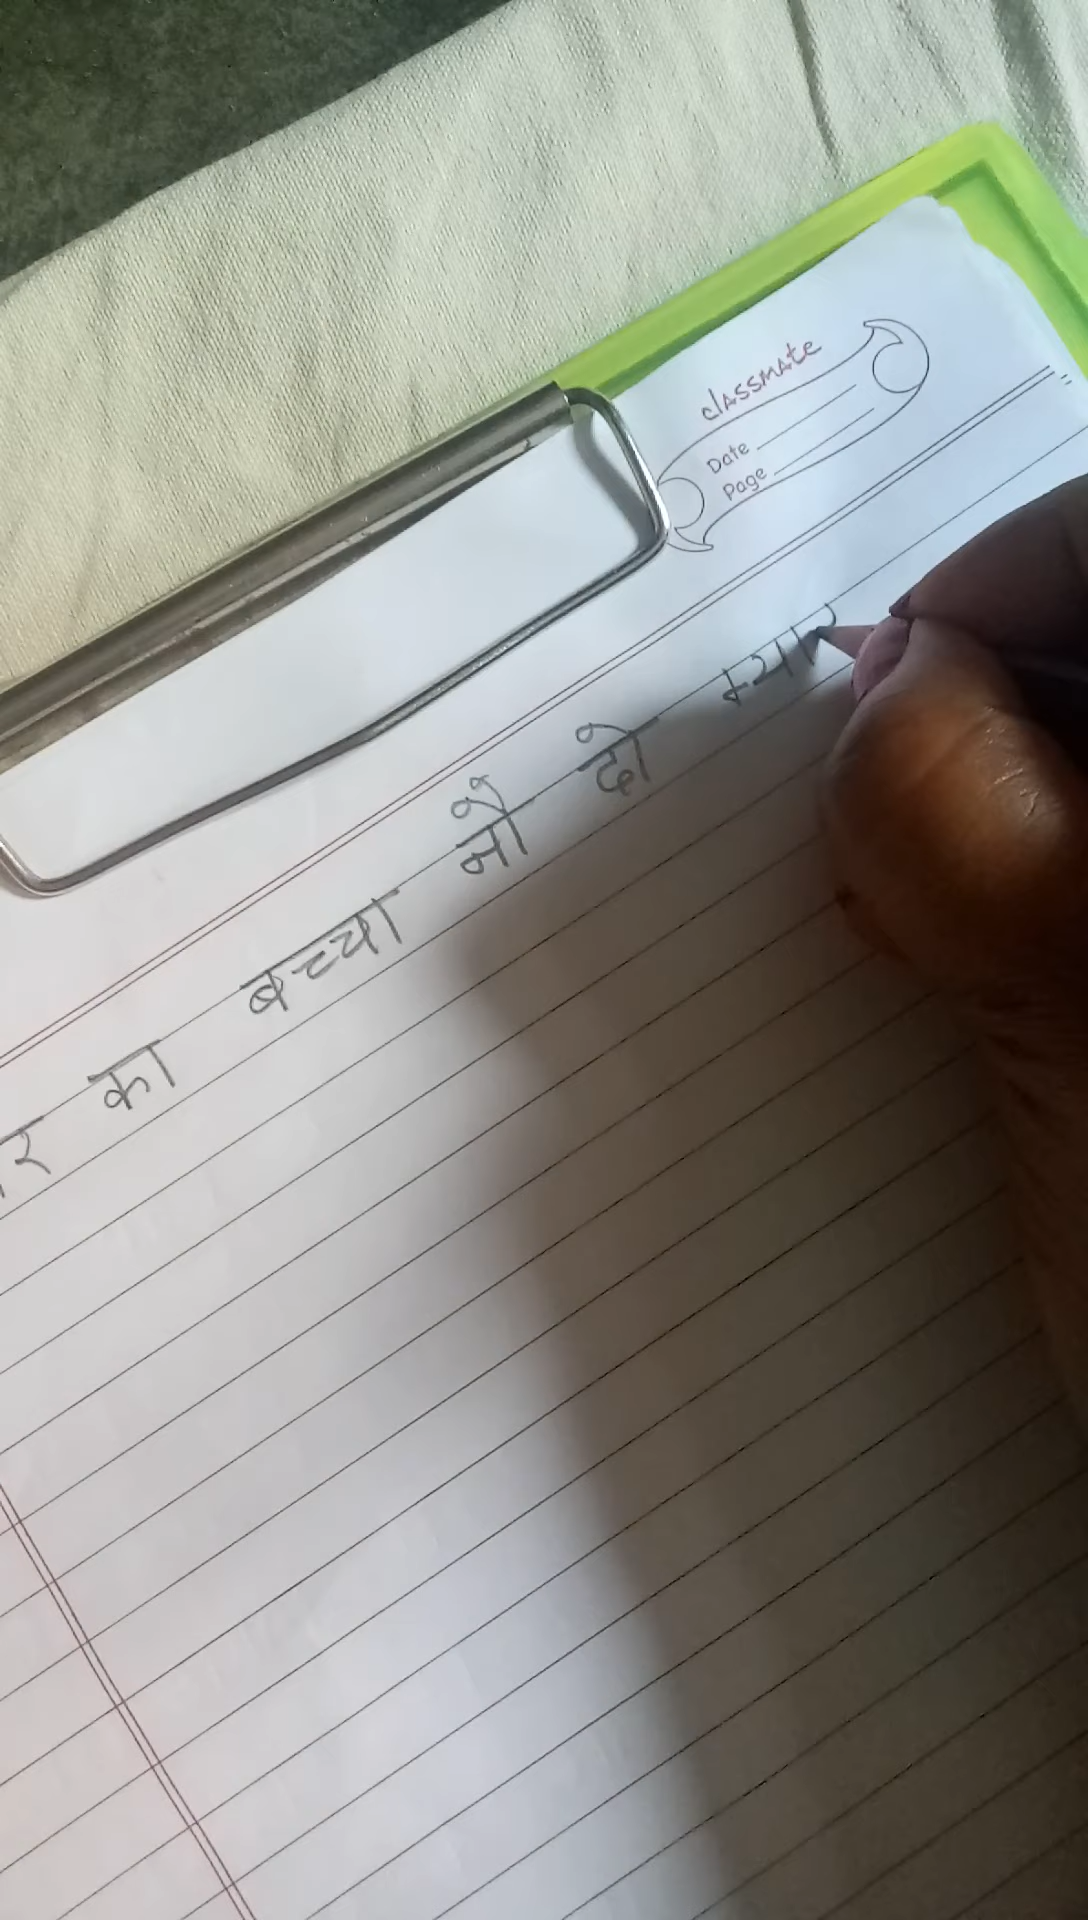 classmate
Date
Page
र का बच्चा नौ दो ग्यार